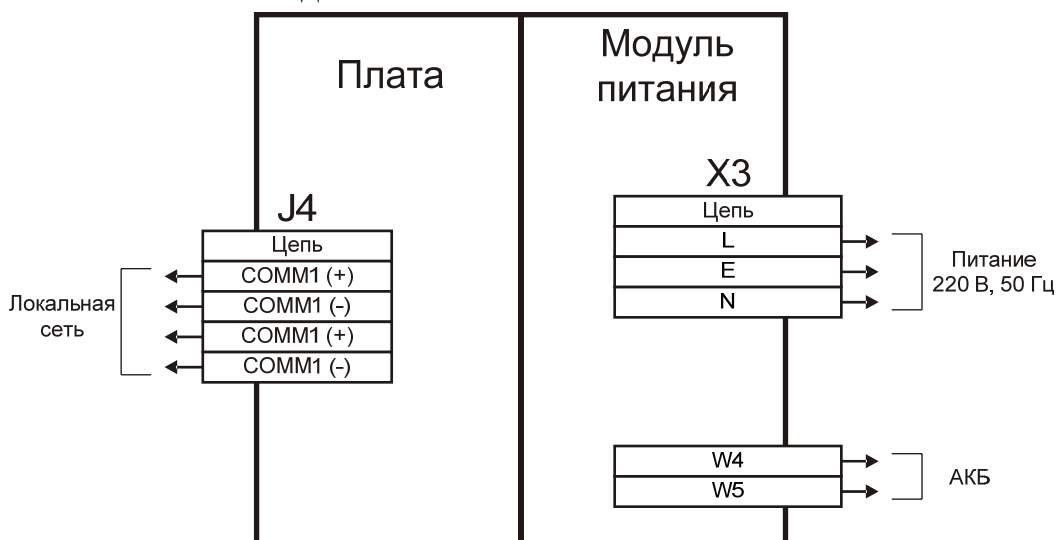 Плата
Модуль
питания
J4
Цепь
COMM1 (+)
COMM1 (-)
COMM1 (+)
COMM1 (-)
Локальная
сеть
X3
Цепь
L
E
N
Питание
220 В, 50 Гц
W4
W5
АКБ